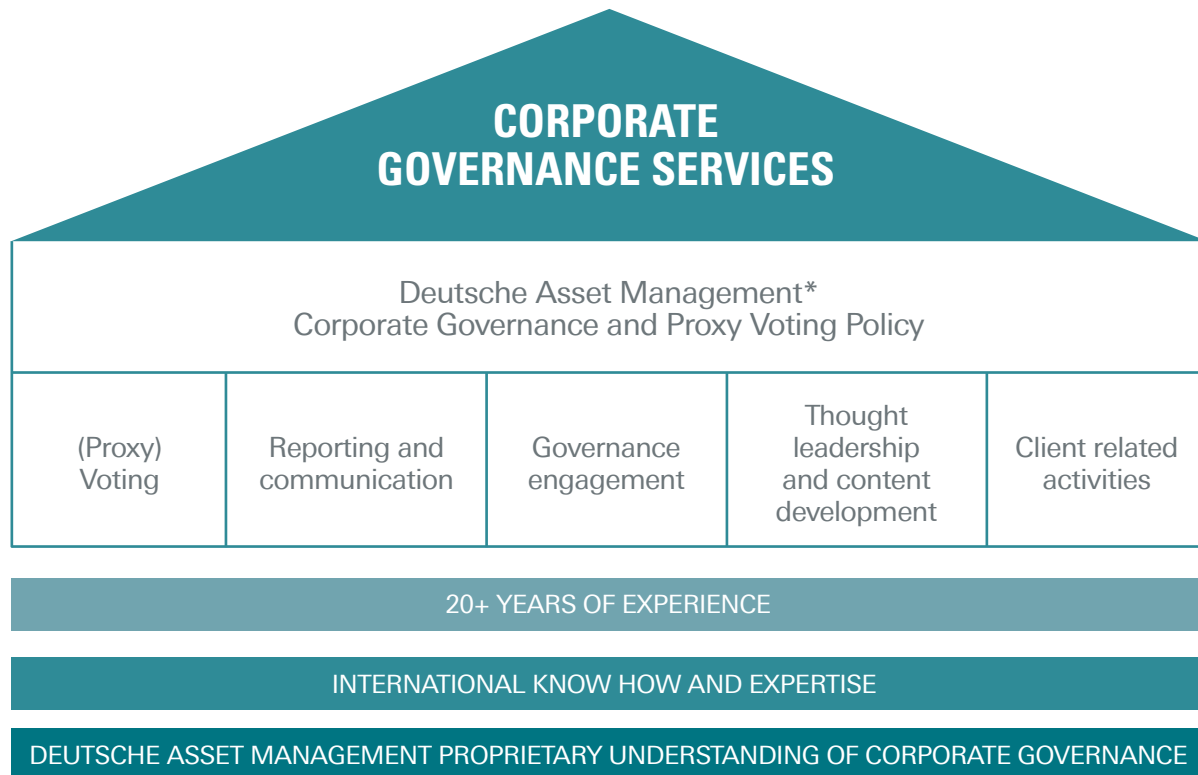 CORPORATE
GOVERNANCE SERVICES
Deutsche Asset Management*
Corporate Governance and Proxy Voting Policy
(Proxy)
Voting
Reporting and
communication
Governance
engagement
Thought
leadership
and content
development
Client related
activities
20+ YEARS OF EXPERIENCE
INTERNATIONAL KNOW HOW AND EXPERTISE
DEUTSCHE ASSET MANAGEMENT PROPRIETARY UNDERSTANDING OF CORPORATE GOVERNANCE